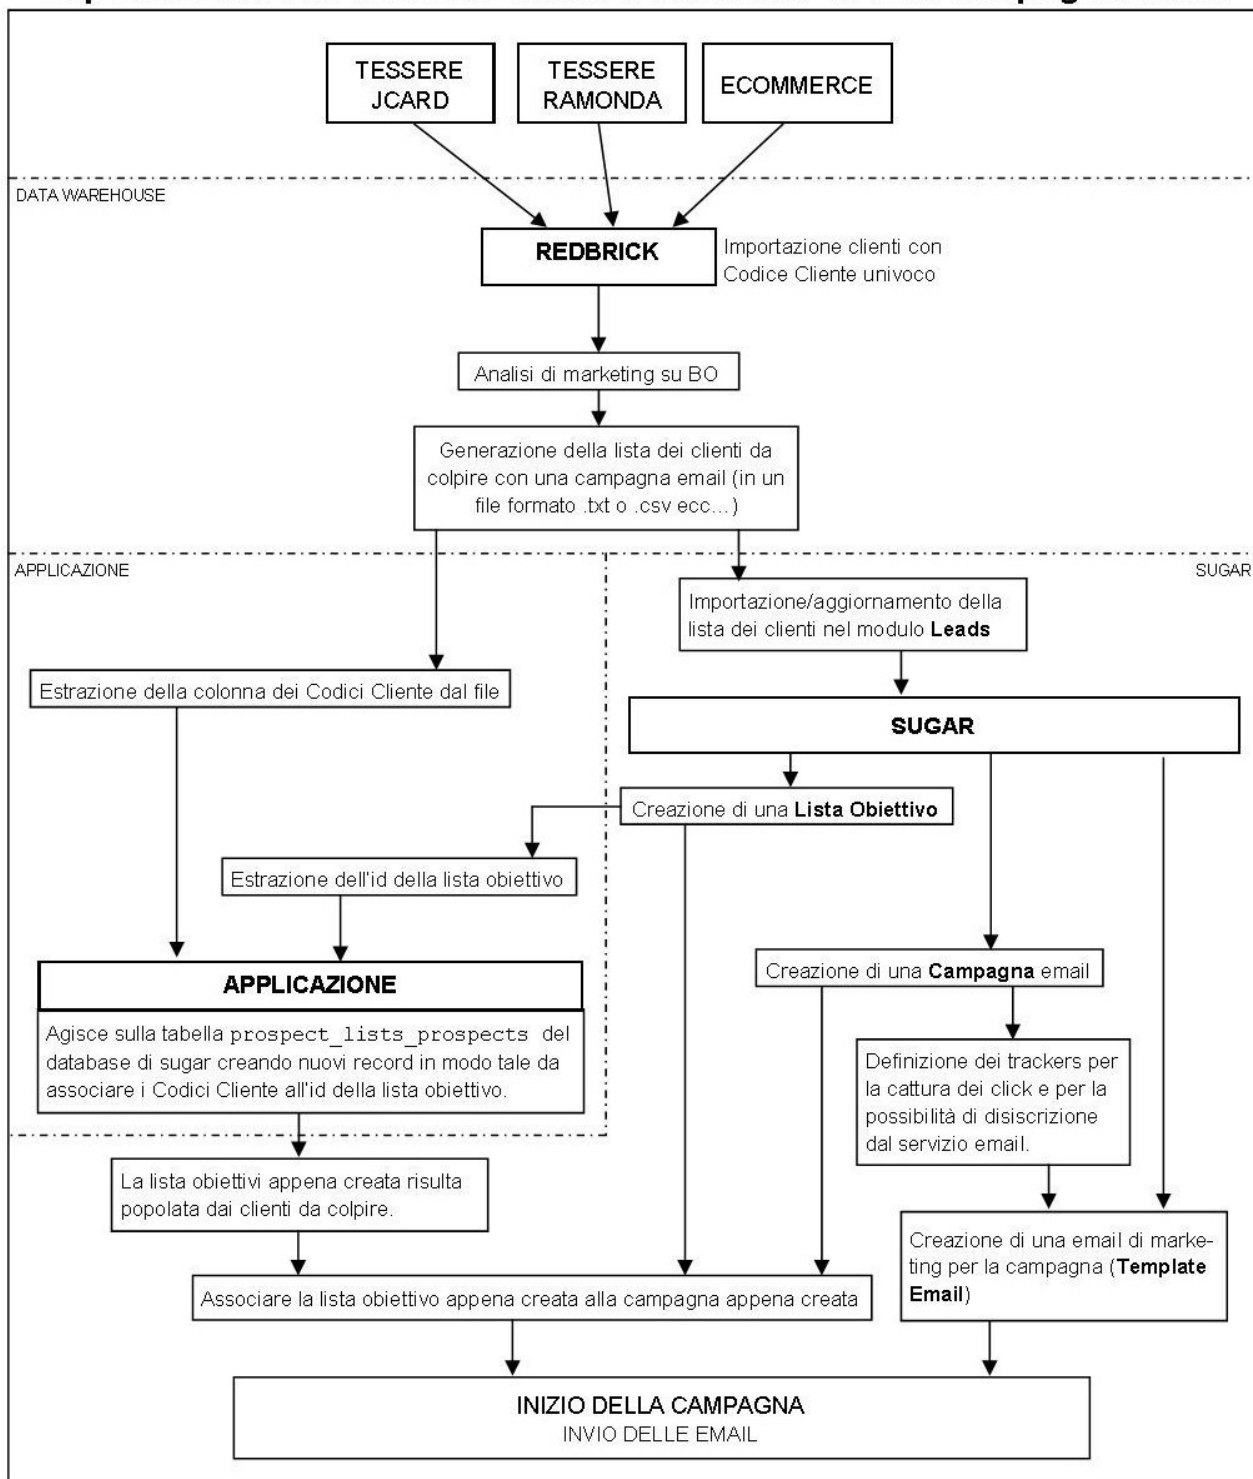 TESSERE
JCARD
TESSERE
RAMONDA
ECOMMERCE
DATA WAREHOUSE
REDBRICK
Importazione clienti con
Codice Cliente univoco
Analisi di marketing su BO
Generazione della lista dei clienti da
colpire con una campagna email (in un
file formato .txt o .csv ecc...)
APPLICAZIONE
SUGAR
Importazione/aggiornamento della
lista dei clienti nel modulo Leads
Estrazione della colonna dei Codici Cliente dal file
SUGAR
Creazione di una Lista Obiettivo
Estrazione dell'id della lista obiettivo
Creazione di una Campagna email
APPLICAZIONE
Agisce sulla tabella prospect_lists_prospects del
database di sugar creando nuovi record in modo tale da
associare i Codici Cliente all'id della lista obiettivo.
Definizione dei trackers per
la cattura dei click e per la
possibilità di disiscrizione
dal servizio email.
La lista obiettivi appena creata risulta
popolata dai clienti da colpire.
Creazione di una email di marke-
ting per la campagna (Template
Email)
Associare la lista obiettivo appena creata alla campagna appena creata
INIZIO DELLA CAMPAGNA
INVIO DELLE EMAIL